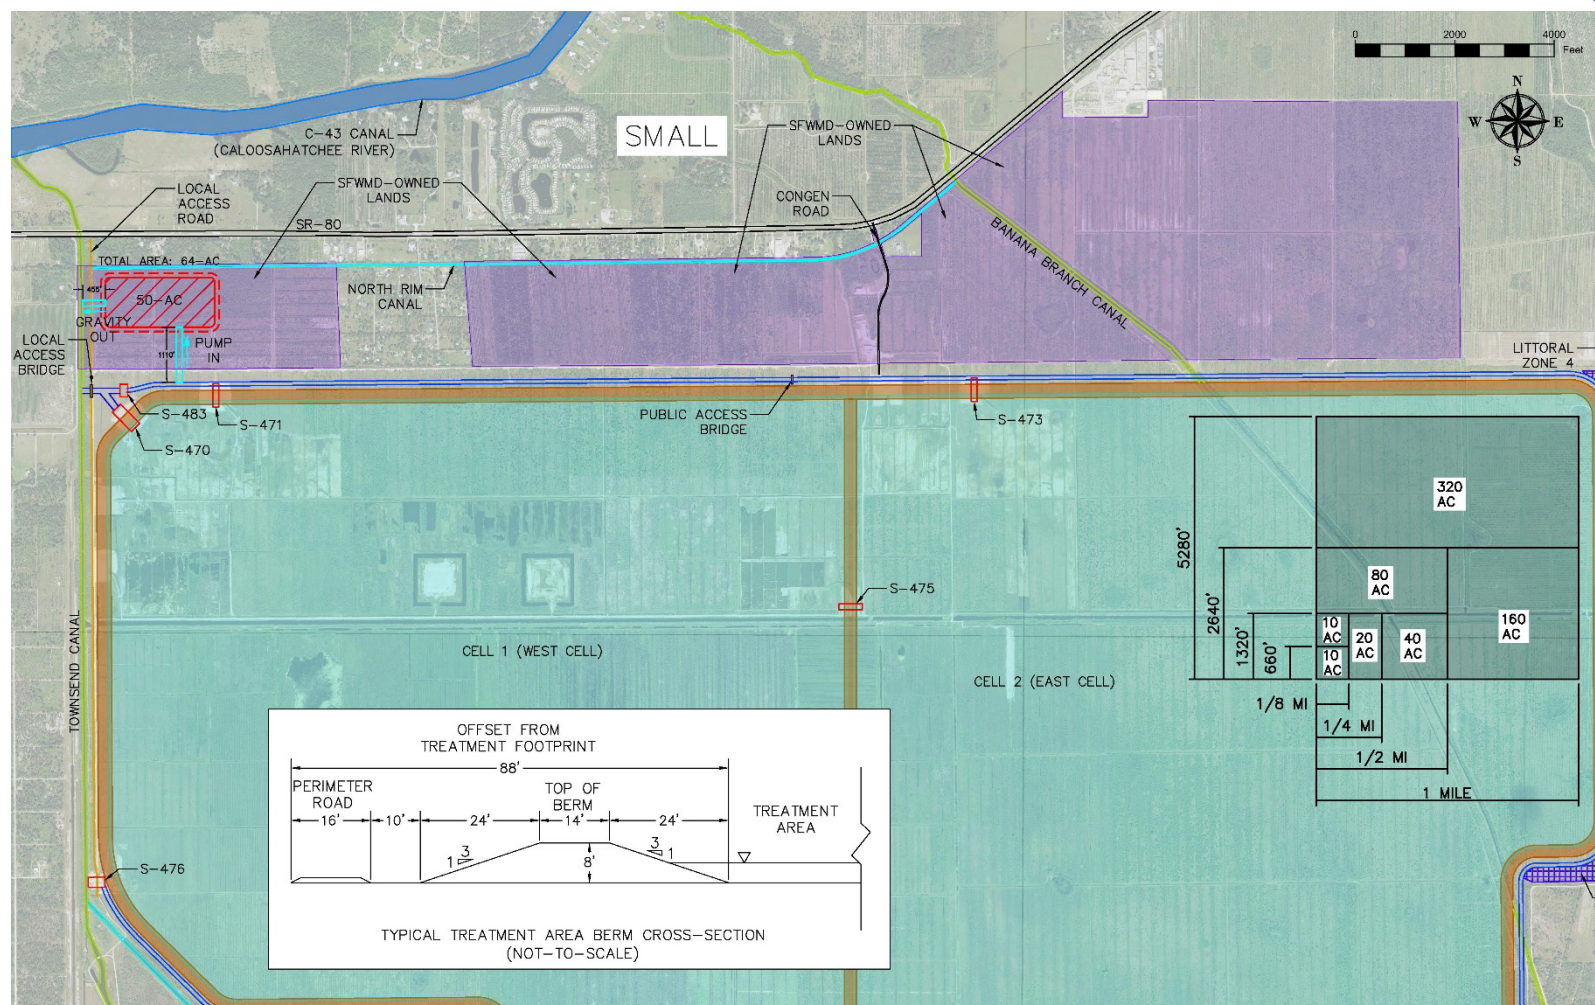 0
2000
4000
Feet
N
W
E
S
C-43 CANAL
(CALOOSAHATCHEE RIVER)
SMALL
SFWMD-OWNED
LANDS
LOCAL
ACCESS
ROAD
SFWMD-OWNED
LANDS
CONGEN
ROAD
SR-80
TOTAL AREA: 64-AC
NORTH RIM
CANAL
BANANA BRANCH CANAL
455'
50-AC
GRAVITY
OUT
1110'
PUMP
IN
LOCAL
ACCESS
BRIDGE
LITTORAL
ZONE 4
S-483
S-471
S-470
PUBLIC ACCESS
BRIDGE
S-473
S-475
S-476
TOWNSEND CANAL
CELL 1 (WEST CELL)
CELL 2 (EAST CELL)
320
AC
80
AC
160
AC
10
AC
10
AC
20
AC
40
AC
5280'
2640'
1320'
660'
1/8 MI
1/4 MI
1/2 MI
1 MILE
OFFSET FROM
TREATMENT FOOTPRINT
88'
PERIMETER
ROAD
TOP OF
BERM
TREATMENT
AREA
16'
10'
24'
14'
24'
3
1
8'
3
1
TYPICAL TREATMENT AREA BERM CROSS-SECTION
(NOT-TO-SCALE)